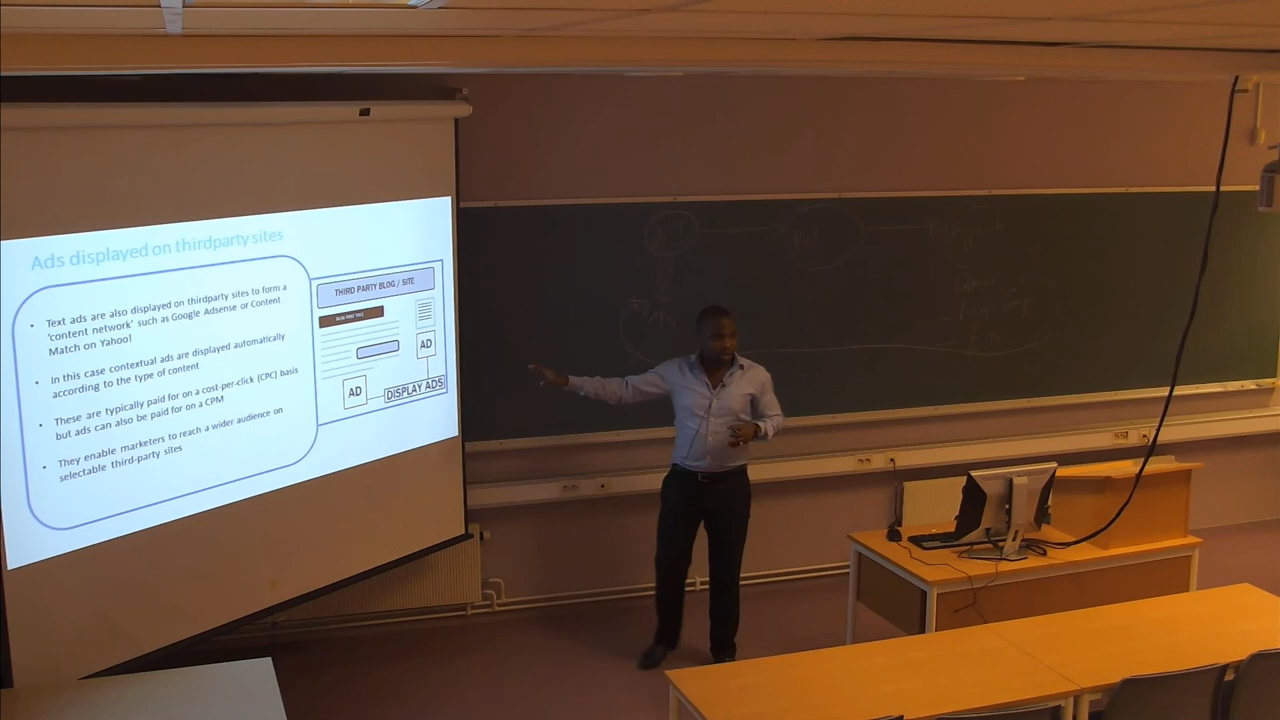 Ads displayed on thirdparty sites
• Text ads are also displayed on thirdparty sites to form a
'content network' such as Google Adsense or Content
Match on Yahoo!
• In this case contextual ads are displayed automatically
according to the type of content
• These are typically paid for on a cost-per-click (CPC) basis
but ads can also be paid for on a CPM
• They enable marketers to reach a wider audience on
selectable third-party sites
THIRD PARTY BLOG / SITE
BLOG POST TITLE
AD
AD
DISPLAY ADS